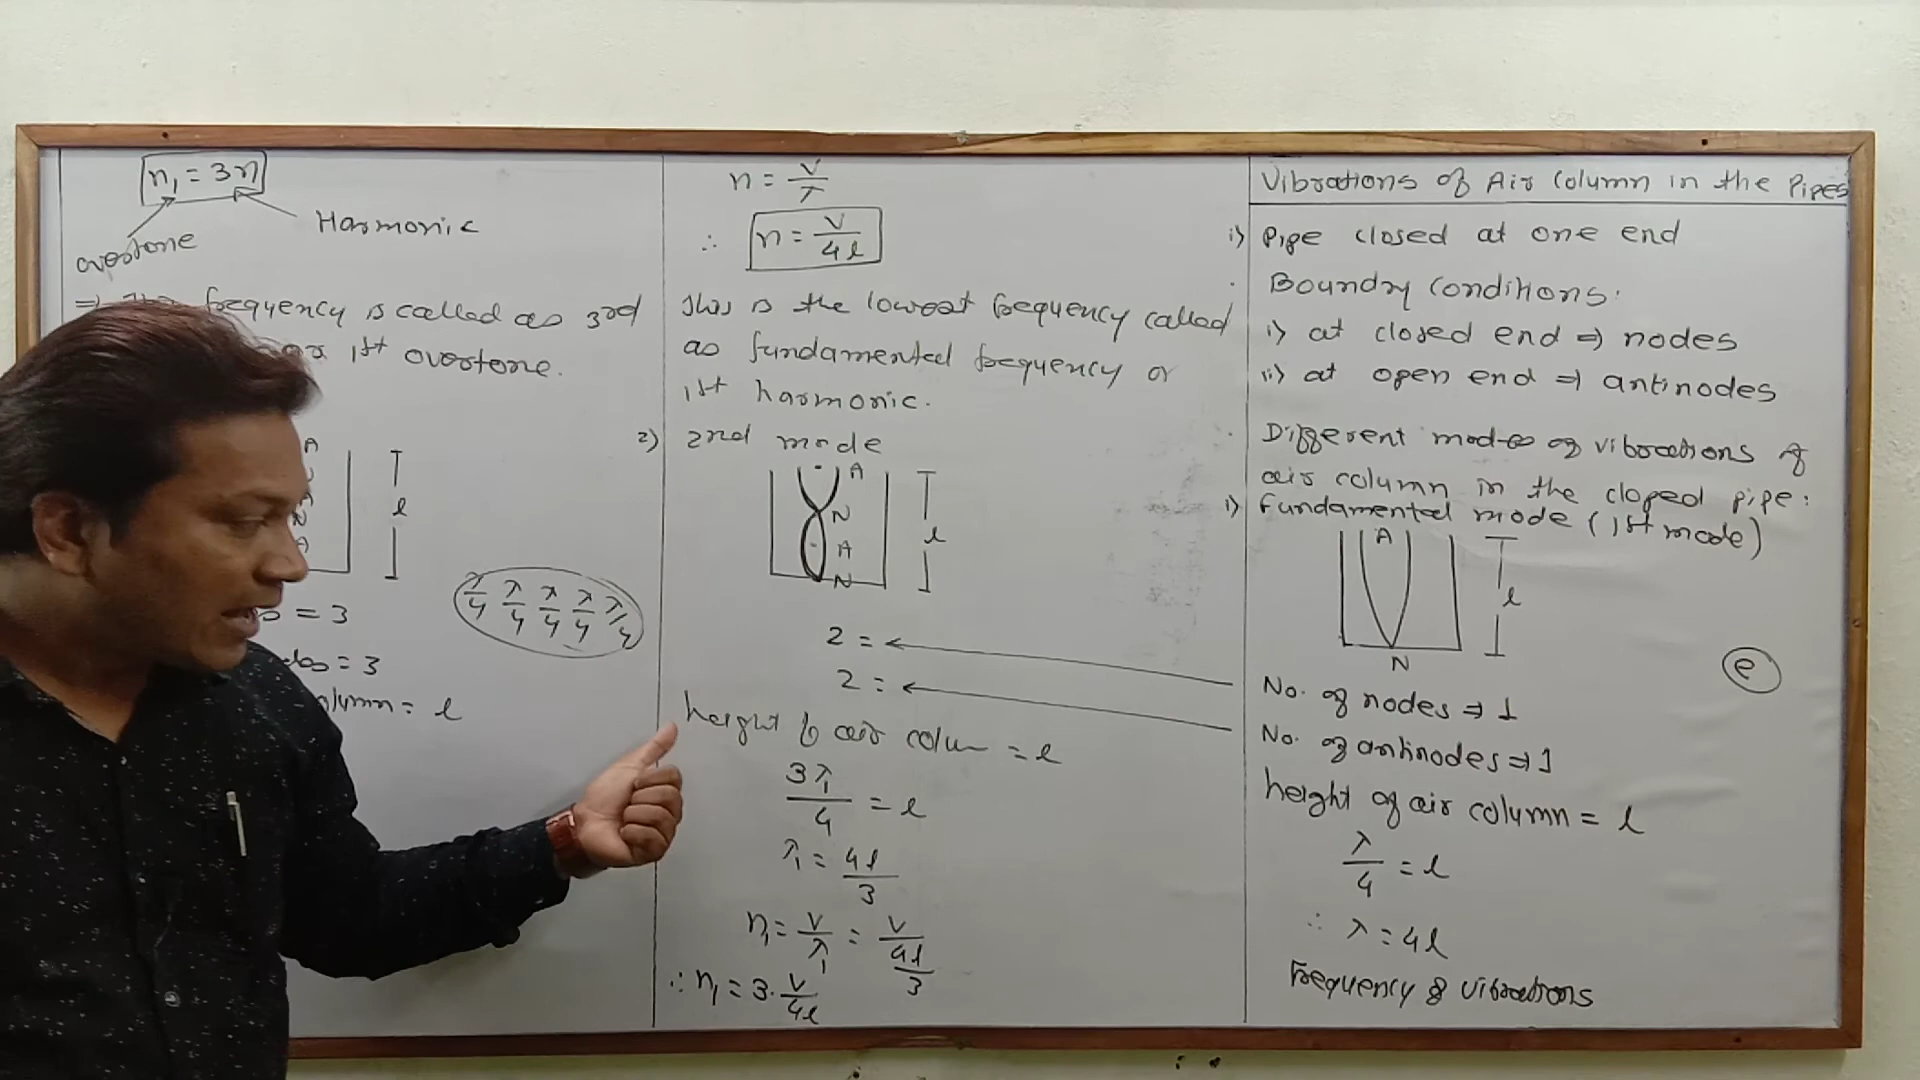 n₁ = 3n
overtone
Harmonic
frequency is called as 3rd
1st overtone.
A
N
A
l
= 3
= 3
= l
λ/4 λ/4 λ/4 λ/4 λ/4
n = v/λ
∴ n = v/4l
This is the lowest frequency called
as fundamental frequency or
1st harmonic.
2) 2nd mode
A
N
A
N
l
2 =
2 =
height of air colum = l
3λ₁/4 = l
λ₁ = 4l/3
n₁ = v/λ₁ = v/(4l/3)
∴ n₁ = 3.v/4l
Vibrations of Air Column in the Pipes
i) Pipe closed at one end
Boundry Conditions:
i) at closed end ⇒ nodes
ii) at open end ⇒ antinodes
Different modes of vibrations of
air column in the cloped pipe:
1) Fundamental mode (1st mode)
A
l
N
e
No. of nodes ⇒ 1
No. of antinodes ⇒ 1
height of air column = l
λ/4 = l
∴ λ = 4l
Frequency of vibrations